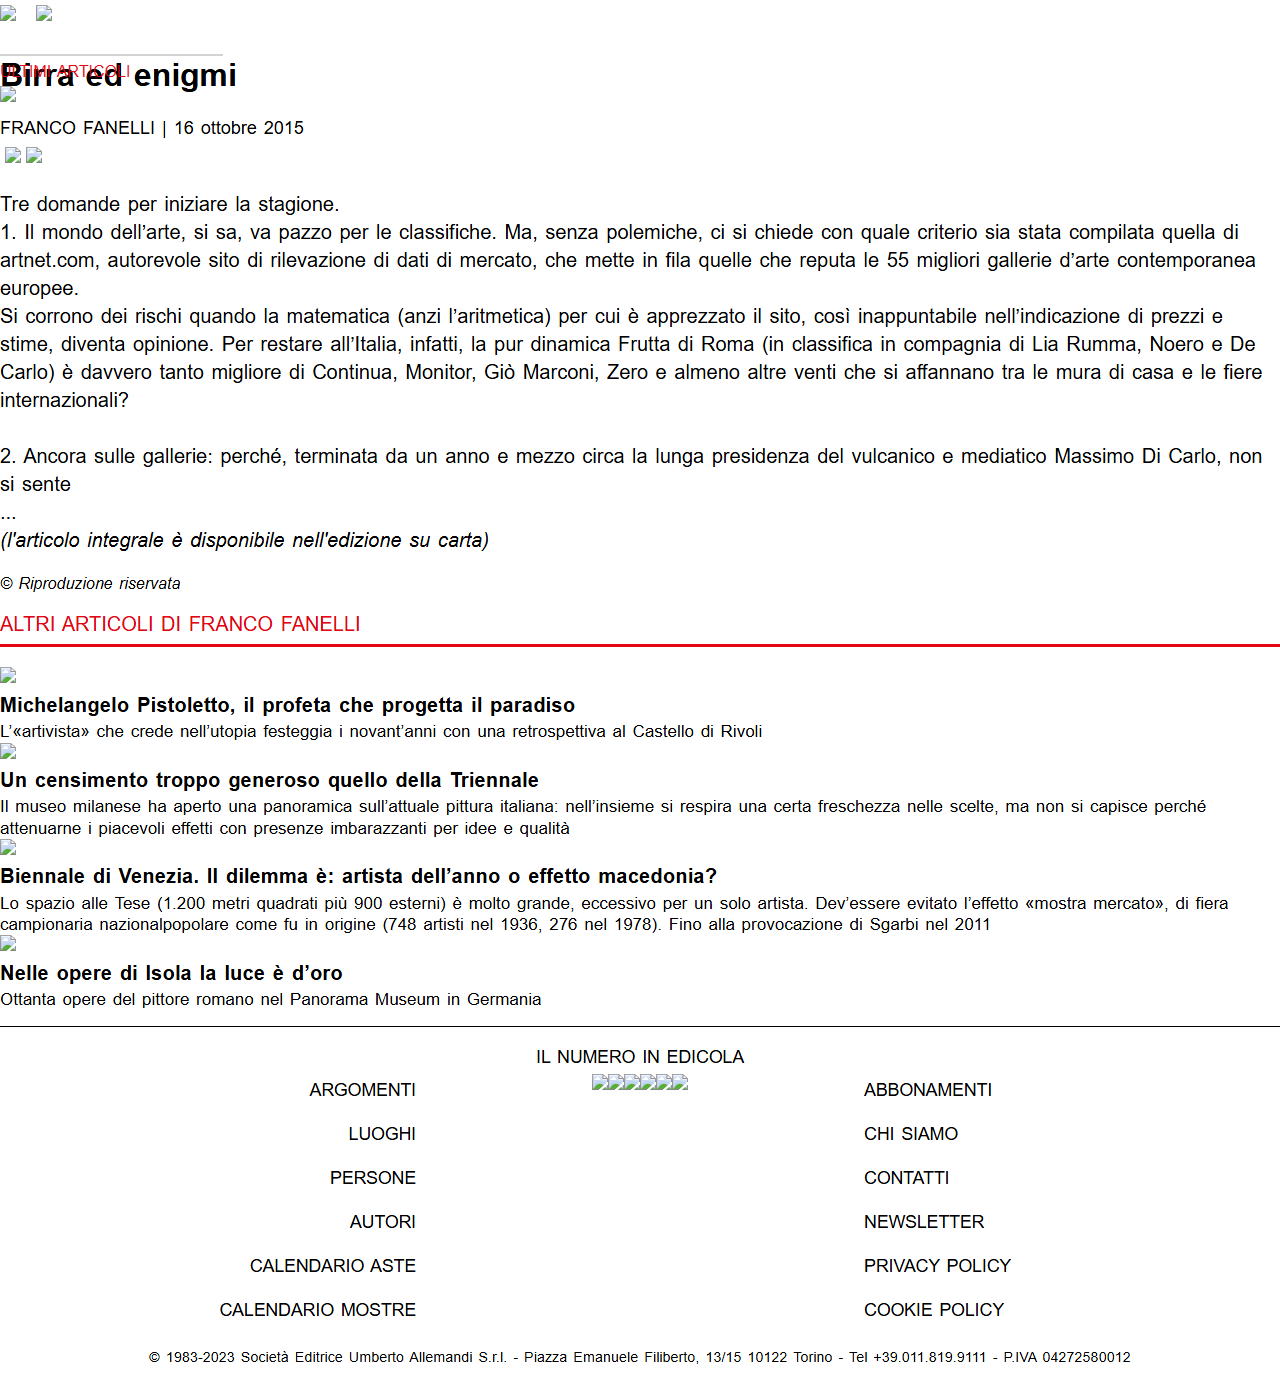 ULTIMI ARTICOLI
Birra ed enigmi
FRANCO FANELLI | 16 ottobre 2015
Tre domande per iniziare la stagione.
1. Il mondo dell’arte, si sa, va pazzo per le classifiche. Ma, senza polemiche, ci si chiede con quale criterio sia stata compilata quella di
artnet.com, autorevole sito di rilevazione di dati di mercato, che mette in fila quelle che reputa le 55 migliori gallerie d’arte contemporanea
europee.
Si corrono dei rischi quando la matematica (anzi l’aritmetica) per cui è apprezzato il sito, così inappuntabile nell’indicazione di prezzi e
stime, diventa opinione. Per restare all’Italia, infatti, la pur dinamica Frutta di Roma (in classifica in compagnia di Lia Rumma, Noero e De
Carlo) è davvero tanto migliore di Continua, Monitor, Giò Marconi, Zero e almeno altre venti che si affannano tra le mura di casa e le fiere
internazionali?
2. Ancora sulle gallerie: perché, terminata da un anno e mezzo circa la lunga presidenza del vulcanico e mediatico Massimo Di Carlo, non
si sente
...
(l'articolo integrale è disponibile nell'edizione su carta)
© Riproduzione riservata
ALTRI ARTICOLI DI FRANCO FANELLI
Michelangelo Pistoletto, il profeta che progetta il paradiso
L’«artivista» che crede nell’utopia festeggia i novant’anni con una retrospettiva al Castello di Rivoli
Un censimento troppo generoso quello della Triennale
Il museo milanese ha aperto una panoramica sull’attuale pittura italiana: nell’insieme si respira una certa freschezza nelle scelte, ma non si capisce perché
attenuarne i piacevoli effetti con presenze imbarazzanti per idee e qualità
Biennale di Venezia. Il dilemma è: artista dell’anno o effetto macedonia?
Lo spazio alle Tese (1.200 metri quadrati più 900 esterni) è molto grande, eccessivo per un solo artista. Dev’essere evitato l’effetto «mostra mercato», di fiera
campionaria nazionalpopolare come fu in origine (748 artisti nel 1936, 276 nel 1978). Fino alla provocazione di Sgarbi nel 2011
Nelle opere di Isola la luce è d’oro
Ottanta opere del pittore romano nel Panorama Museum in Germania
IL NUMERO IN EDICOLA
ARGOMENTI
LUOGHI
PERSONE
AUTORI
CALENDARIO ASTE
CALENDARIO MOSTRE
ABBONAMENTI
CHI SIAMO
CONTATTI
NEWSLETTER
PRIVACY POLICY
COOKIE POLICY
© 1983-2023 Società Editrice Umberto Allemandi S.r.l. - Piazza Emanuele Filiberto, 13/15 10122 Torino - Tel +39.011.819.9111 - P.IVA 04272580012